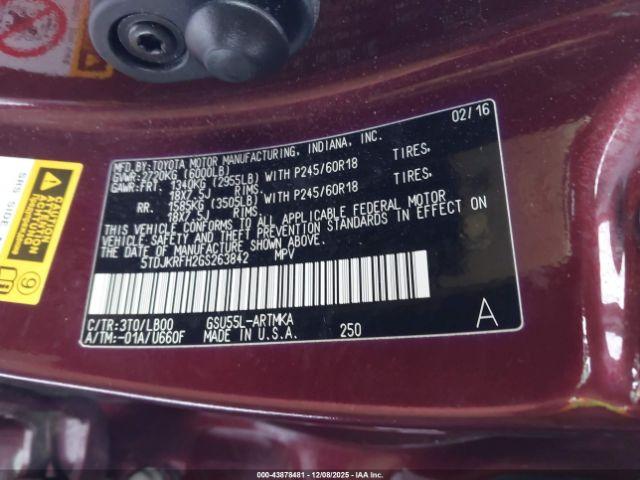 02/16
MFD. BY: TOYOTA MOTOR MANUFACTURING, INDIANA, INC.
GVWR: 2720KG (6000LB)
GAWR: FRT. 1340KG (2955LB) WITH P245/60R18 TIRES,
18X7.5J RIMS.
RR. 1585KG (3505LB) WITH P245/60R18 TIRES,
18X7.5J RIMS.
THIS VEHICLE CONFORMS TO ALL APPLICABLE FEDERAL MOTOR
VEHICLE SAFETY AND THEFT PREVENTION STANDARDS IN EFFECT ON
THE DATE OF MANUFACTURE SHOWN ABOVE.
5TDJKRFH2GS263842 MPV
C/TR: 3T0/LB00 GSU55L-ARTMKA
A/TM: -01A/U660F MADE IN U.S.A. 250
A
SRS SIDE A
CAUTION
ATTENTION
000-43878481 - 12/08/2025 - IAA Inc.